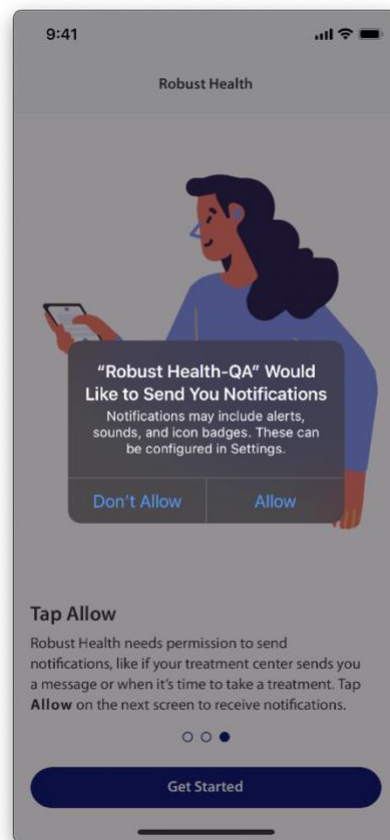 9:41
Robust Health
“Robust Health-QA” Would
Like to Send You Notifications
Notifications may include alerts,
sounds, and icon badges. These can
be configured in Settings.
Don't Allow
Allow
Tap Allow
Robust Health needs permission to send
notifications, like if your treatment center sends you
a message or when it's time to take a treatment. Tap
Allow on the next screen to receive notifications.
Get Started